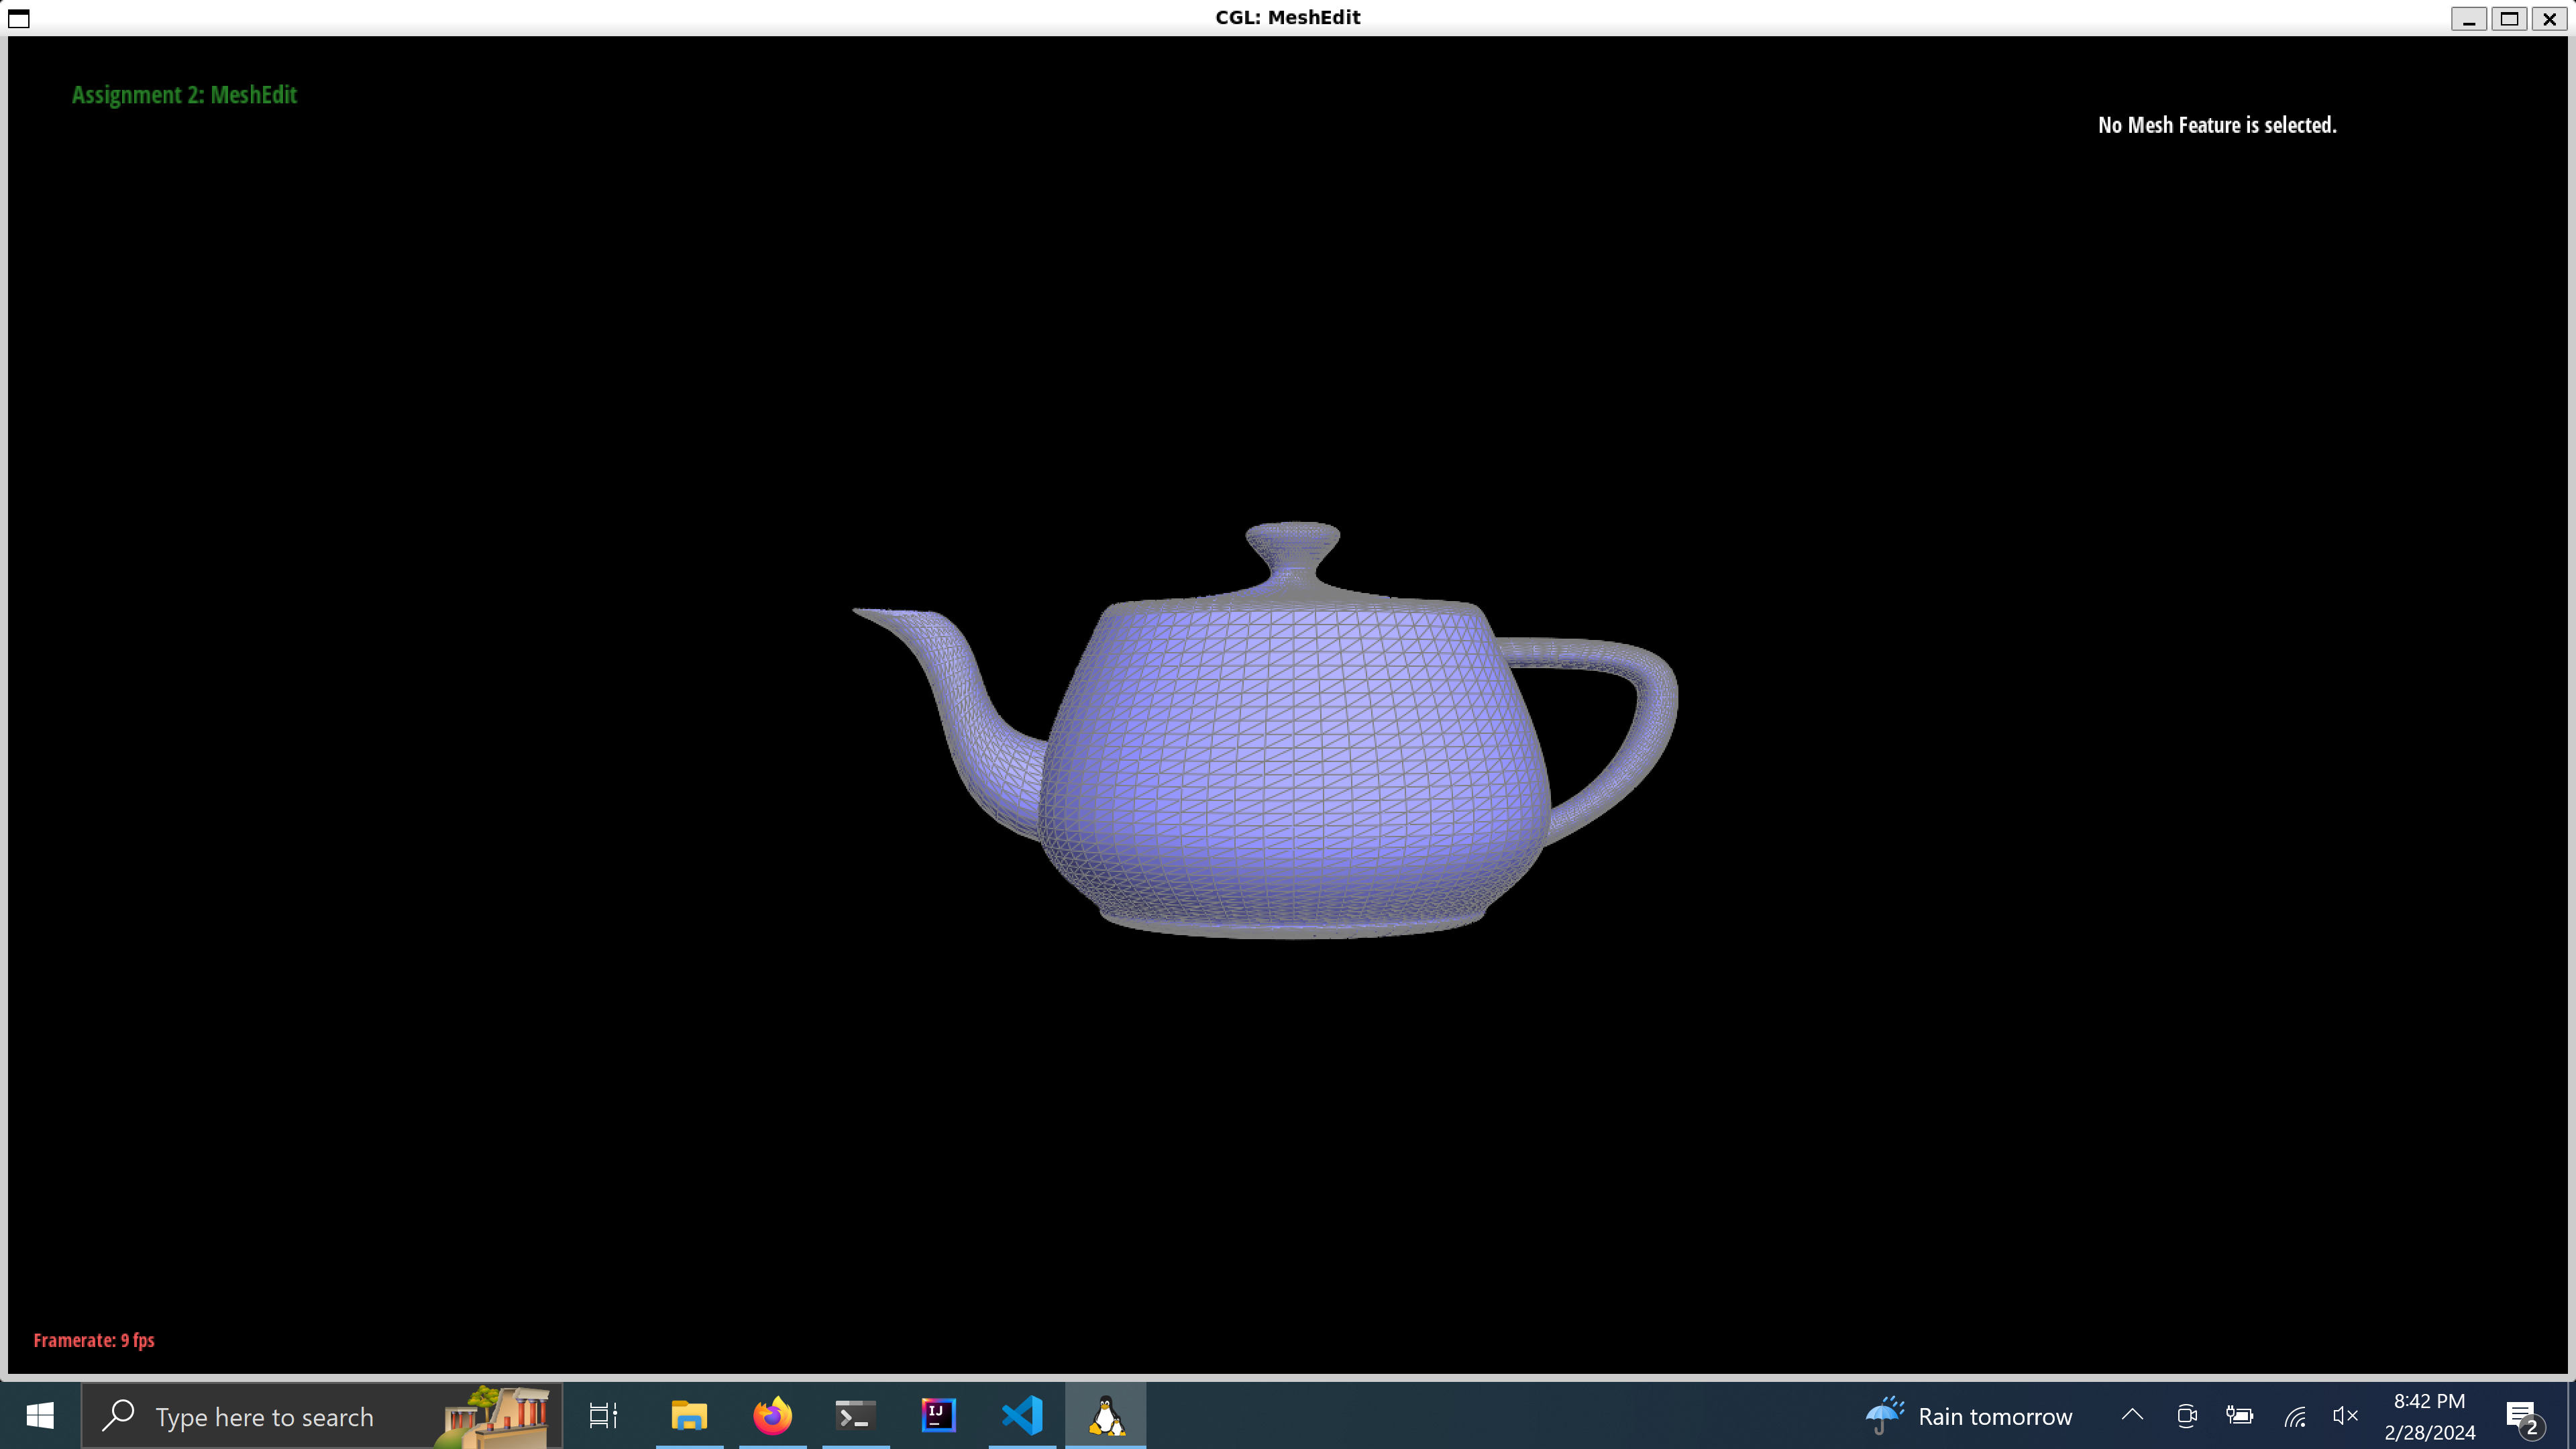 CGL: MeshEdit
Assignment 2: MeshEdit
No Mesh Feature is selected.
Framerate: 9 fps
Type here to search
IJ
Rain tomorrow
8:42 PM
2/28/2024
2